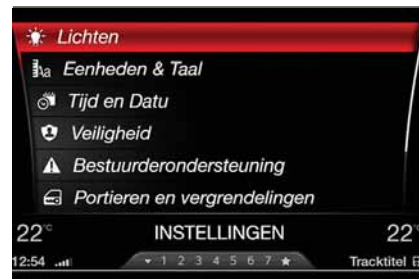 Lichten
Eenheden & Taal
Tijd en Datu
Veiligheid
Bestuurderondersteuning
Portieren en vergrendelingen
22°C INSTELLINGEN 22°
12:54 1 2 3 4 5 6 7 Tracktitel